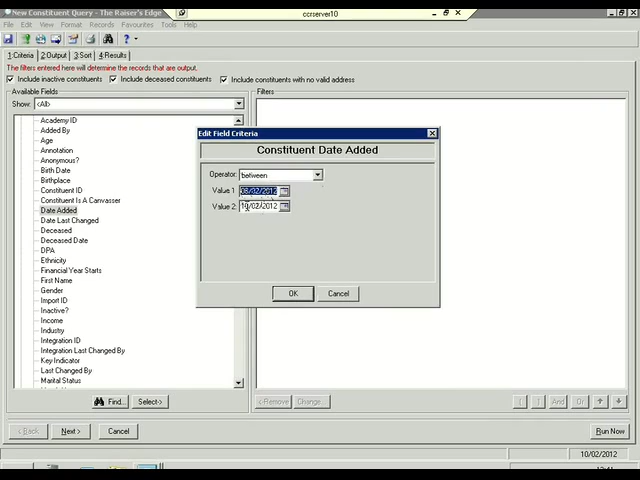 New Constituent Query - The Raiser's Edge
ccrserver10
File Edit View Format Records Favourites Tools Help
1:Criteria 2:Output 3:Sort 4:Results
The filters entered here will determine the records that are output.
Include inactive constituents Include deceased constituents Include constituents with no valid address
Available Fields
Filters
Show: <All>
Academy ID
Added By
Age
Annotation
Anonymous?
Birth Date
Birthplace
Constituent ID
Constituent Is A Canvasser
Date Added
Date Last Changed
Deceased
Deceased Date
DPA
Ethnicity
Financial Year Starts
First Name
Gender
Import ID
Inactive?
Income
Industry
Integration ID
Integration Last Changed By
Key Indicator
Last Changed By
Marital Status
Edit Field Criteria
Constituent Date Added
Operator: between
Value 1
Value 2: 10/02/2012
OK Cancel
Find... Select->
<-Remove Change... ( ) And Or
< Back Next > Cancel Run Now
10/02/2012